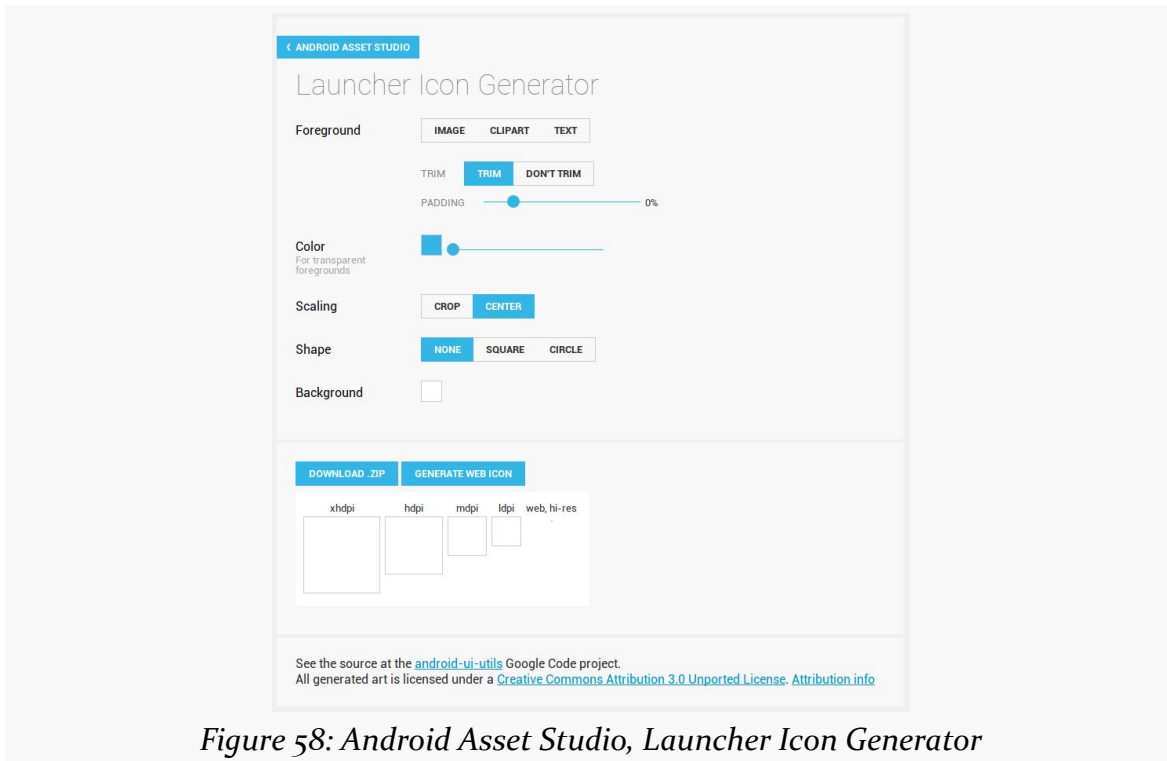 ‹ ANDROID ASSET STUDIO
Launcher Icon Generator
Foreground IMAGE CLIPART TEXT
TRIM TRIM DON'T TRIM
PADDING 0%
Color
For transparent
foregrounds
Scaling CROP CENTER
Shape NONE SQUARE CIRCLE
Background
DOWNLOAD .ZIP GENERATE WEB ICON
xhdpi hdpi mdpi ldpi web, hi-res
See the source at the android-ui-utils Google Code project.
All generated art is licensed under a Creative Commons Attribution 3.0 Unported License. Attribution info
Figure 58: Android Asset Studio, Launcher Icon Generator